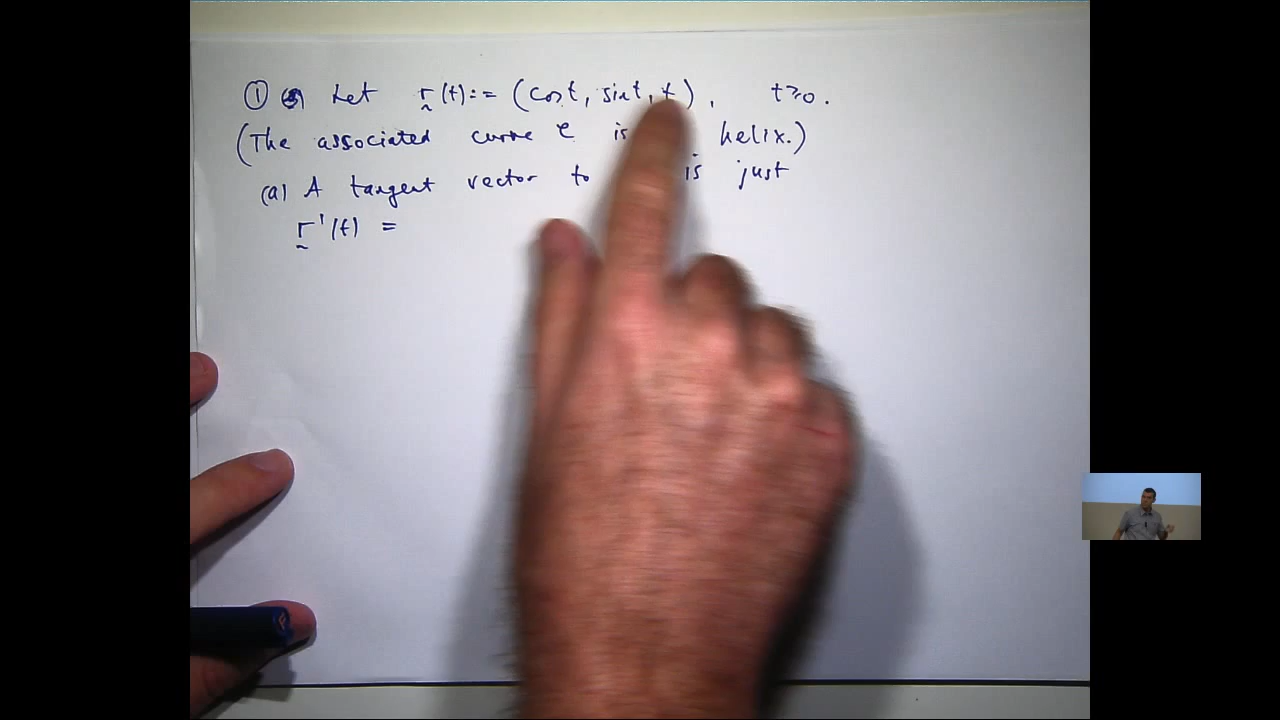 ① Let r(t) := (cos t, sin t, t), t ≥ 0.
(The associated curve C is helix.)
(a) A tangent vector to is just
r'(t) =